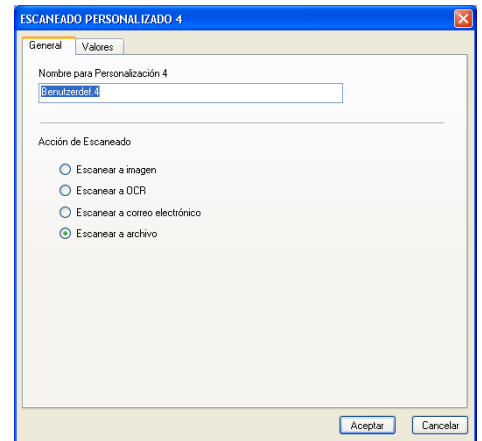 ESCANEADO PERSONALIZADO 4
General Valores
Nombre para Personalización 4
Benutzerdef.4
Acción de Escaneado
Escanear a imagen
Escanear a OCR
Escanear a correo electrónico
Escanear a archivo
Aceptar Cancelar